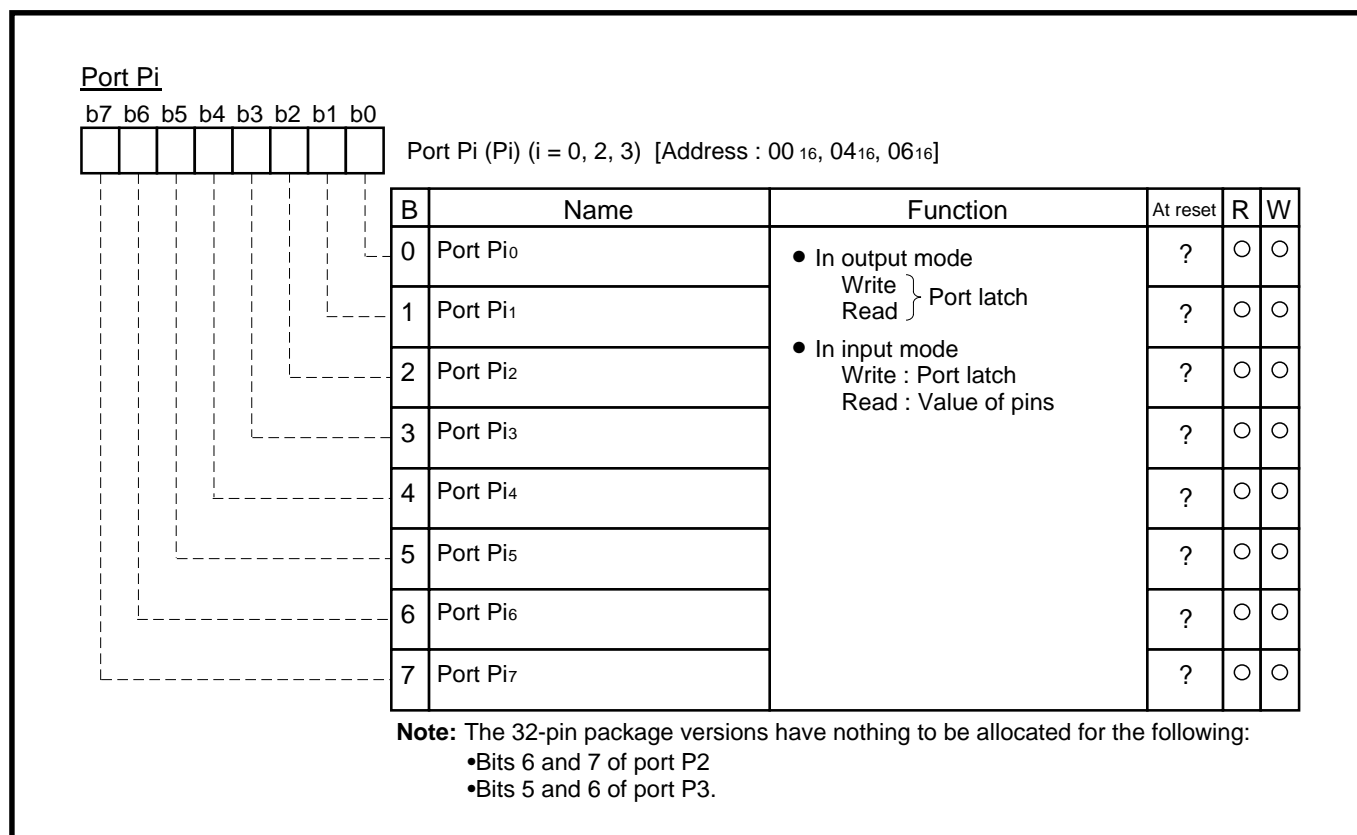 Port Pi
b7 b6 b5 b4 b3 b2 b1 b0
Port Pi (Pi) (i = 0, 2, 3) [Address : 00 16, 0416, 0616]
B Name Function At reset R W
0 Port Pi0 ? ○ ○
1 Port Pi1 ? ○ ○
2 Port Pi2 ? ○ ○
3 Port Pi3 ? ○ ○
4 Port Pi4 ? ○ ○
5 Port Pi5 ? ○ ○
6 Port Pi6 ? ○ ○
7 Port Pi7 ? ○ ○
● In output mode
Write
Read
Port latch
● In input mode
Write : Port latch
Read : Value of pins
Note: The 32-pin package versions have nothing to be allocated for the following:
•Bits 6 and 7 of port P2
•Bits 5 and 6 of port P3.